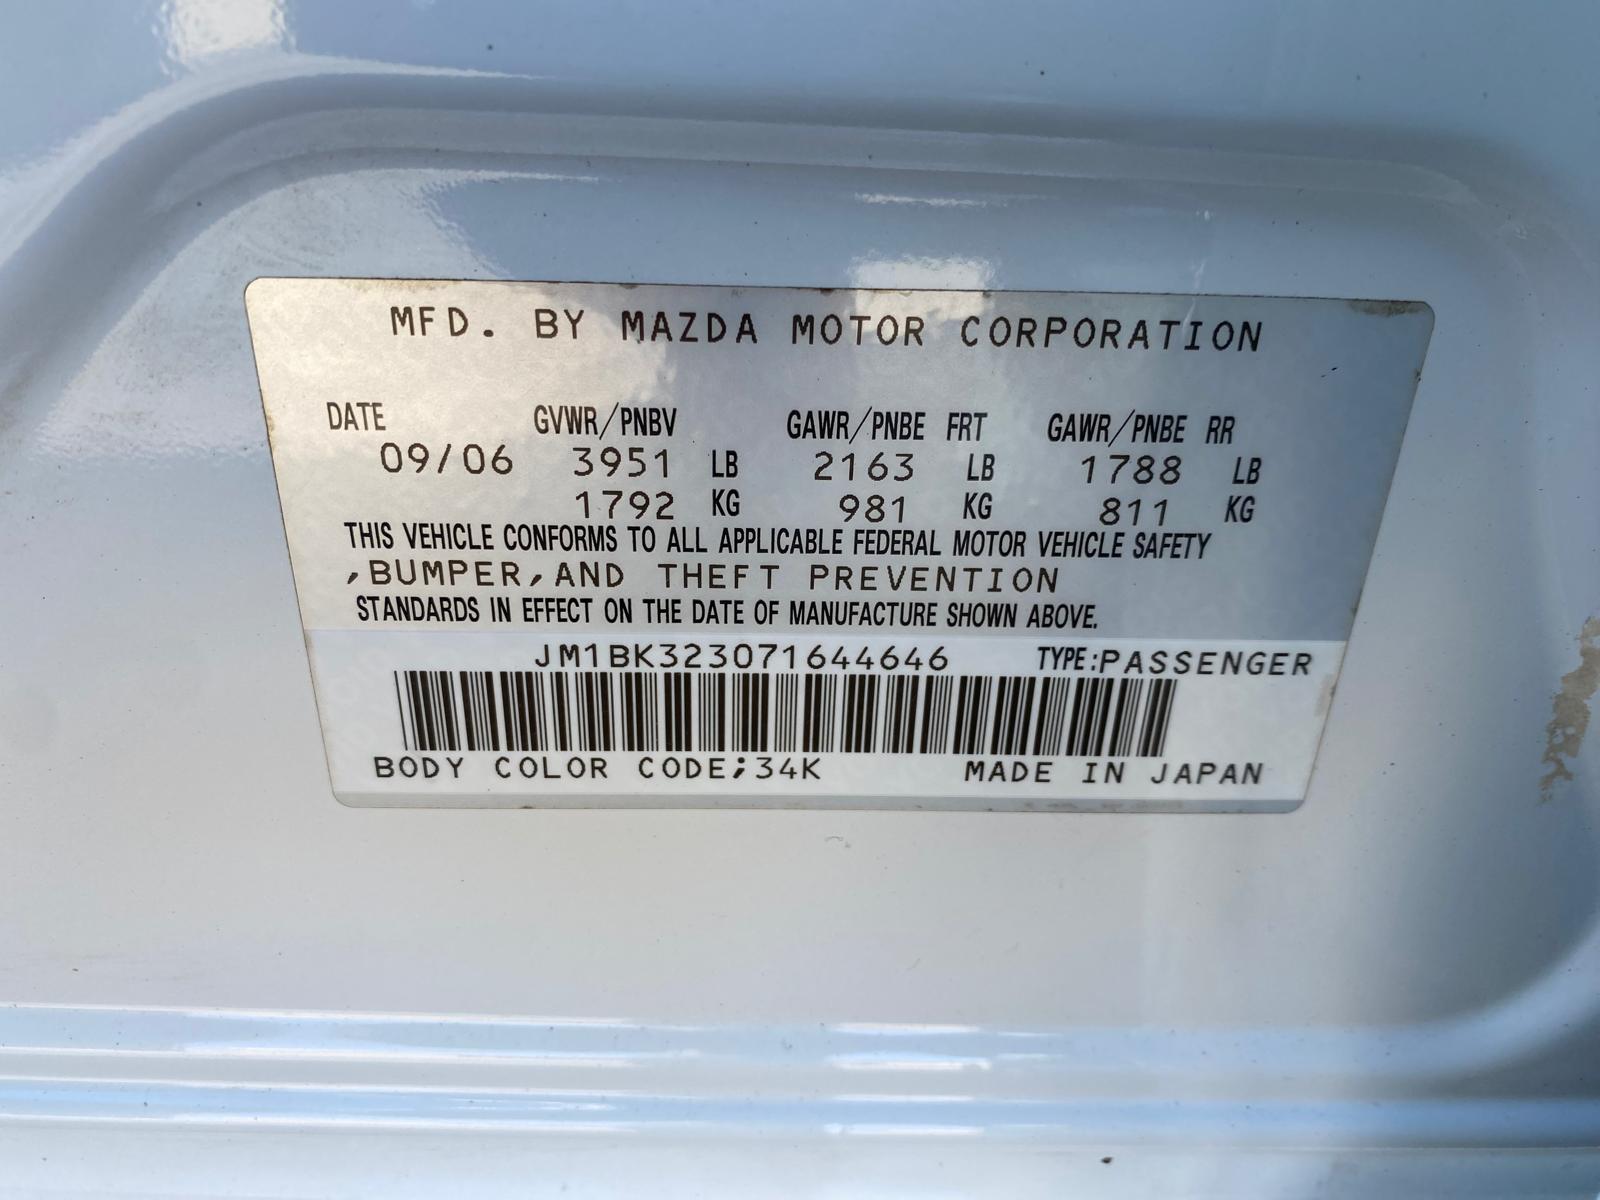 MFD. BY MAZDA MOTOR CORPORATION
DATE GVWR/PNBV GAWR/PNBE FRT GAWR/PNBE RR
09/06 3951 LB 2163 LB 1788 LB
1792 KG 981 KG 811 KG
THIS VEHICLE CONFORMS TO ALL APPLICABLE FEDERAL MOTOR VEHICLE SAFETY
,BUMPER,AND THEFT PREVENTION
STANDARDS IN EFFECT ON THE DATE OF MANUFACTURE SHOWN ABOVE.
JM1BK323071644646 TYPE:PASSENGER
BODY COLOR CODE;34K MADE IN JAPAN